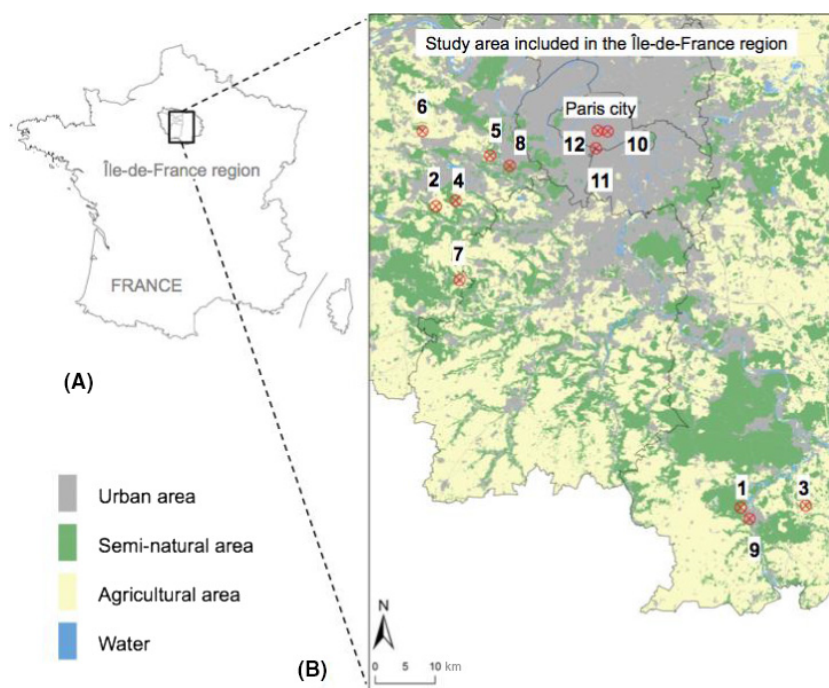 Île-de-France region
FRANCE
(A)
Urban area
Semi-natural area
Agricultural area
Water
Study area included in the Île-de-France region
Paris city
6
5
8
12
10
2
4
11
7
1
3
9
N
(B)
0 5 10 km